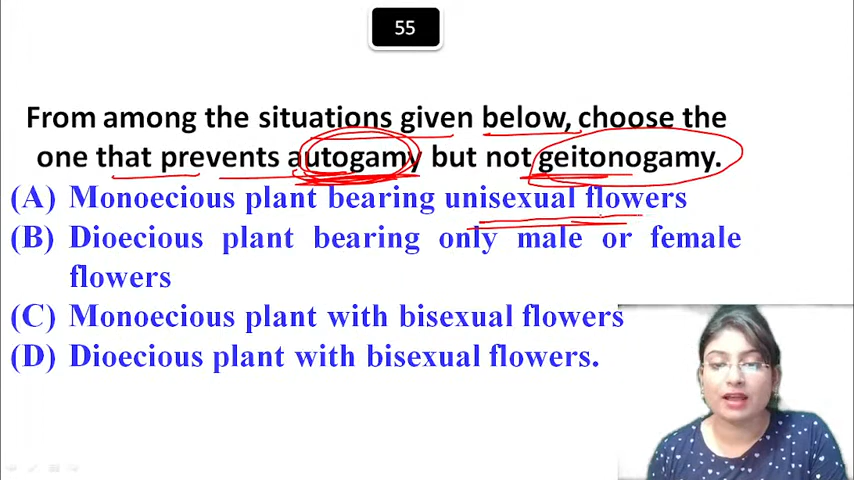 55
From among the situations given below, choose the
one that prevents autogamy but not geitonogamy.
(A) Monoecious plant bearing unisexual flowers
(B) Dioecious plant bearing only male or female
flowers
(C) Monoecious plant with bisexual flowers
(D) Dioecious plant with bisexual flowers.